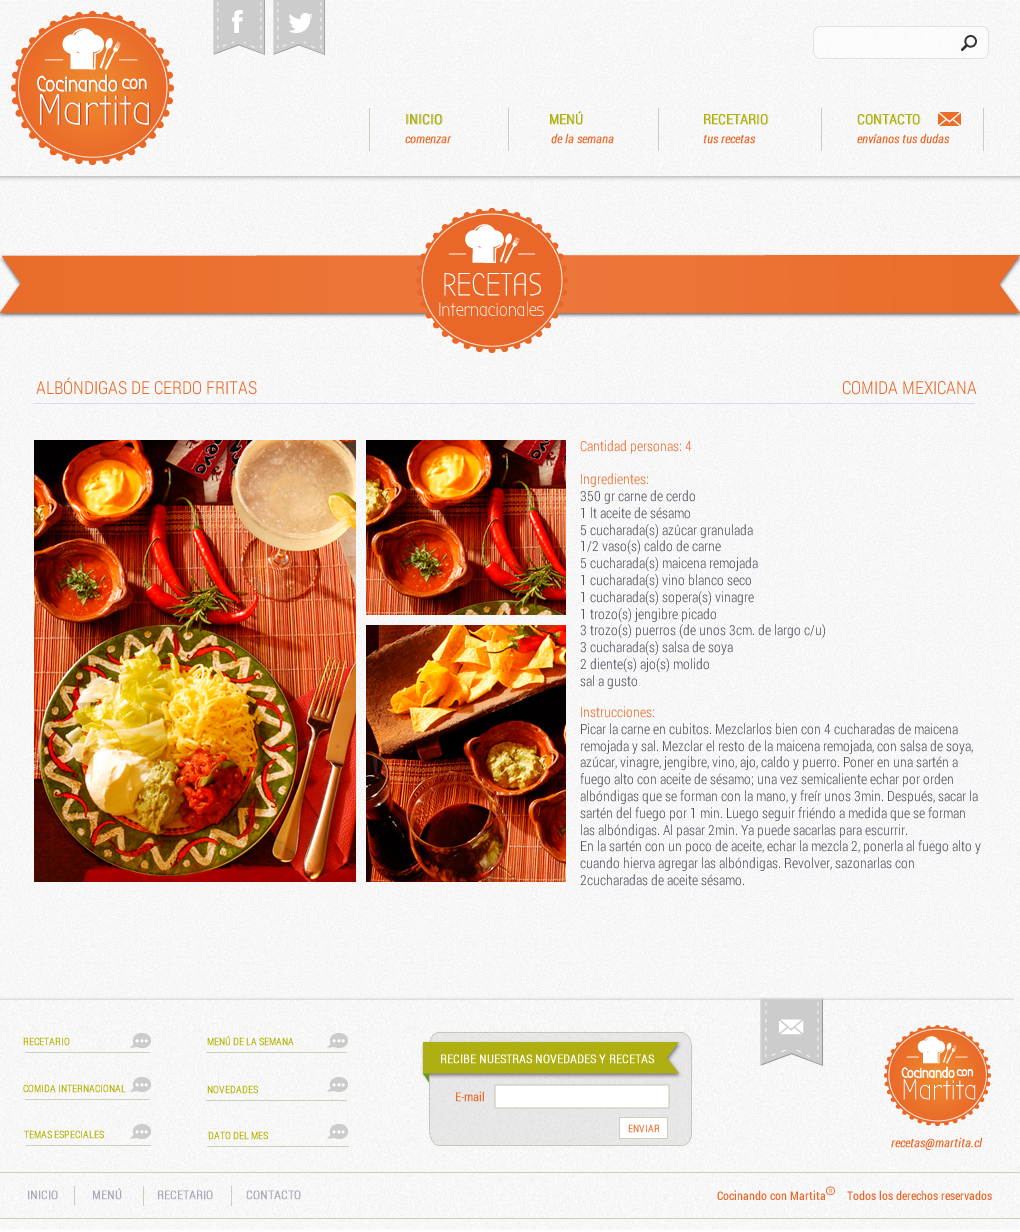 Cocinando con
Martita
INICIO
comenzar
MENÚ
de la semana
RECETARIO
tus recetas
CONTACTO
envíanos tus dudas
RECETAS
Internacionales
ALBÓNDIGAS DE CERDO FRITAS
COMIDA MEXICANA
Cantidad personas: 4
Ingredientes:
350 gr carne de cerdo
1 lt aceite de sésamo
5 cucharada(s) azúcar granulada
1/2 vaso(s) caldo de carne
5 cucharada(s) maicena remojada
1 cucharada(s) vino blanco seco
1 cucharada(s) sopera(s) vinagre
1 trozo(s) jengibre picado
3 trozo(s) puerros (de unos 3cm. de largo c/u)
3 cucharada(s) salsa de soya
2 diente(s) ajo(s) molido
sal a gusto
Instrucciones:
Picar la carne en cubitos. Mezclarlos bien con 4 cucharadas de maicena
remojada y sal. Mezclar el resto de la maicena remojada, con salsa de soya,
azúcar, vinagre, jengibre, vino, ajo, caldo y puerro. Poner en una sartén a
fuego alto con aceite de sésamo; una vez semicaliente echar por orden
albóndigas que se forman con la mano, y freír unos 3min. Después, sacar la
sartén del fuego por 1 min. Luego seguir friéndo a medida que se forman
las albóndigas. Al pasar 2min. Ya puede sacarlas para escurrir.
En la sartén con un poco de aceite, echar la mezcla 2, ponerla al fuego alto y
cuando hierva agregar las albóndigas. Revolver, sazonarlas con
2cucharadas de aceite sésamo.
RECETARIO
COMIDA INTERNACIONAL
TEMAS ESPECIALES
MENÚ DE LA SEMANA
NOVEDADES
DATO DEL MES
RECIBE NUESTRAS NOVEDADES Y RECETAS
E-mail
ENVIAR
Cocinando con
Martita
recetas@martita.cl
INICIO
MENÚ
RECETARIO
CONTACTO
Cocinando con Martita® Todos los derechos reservados